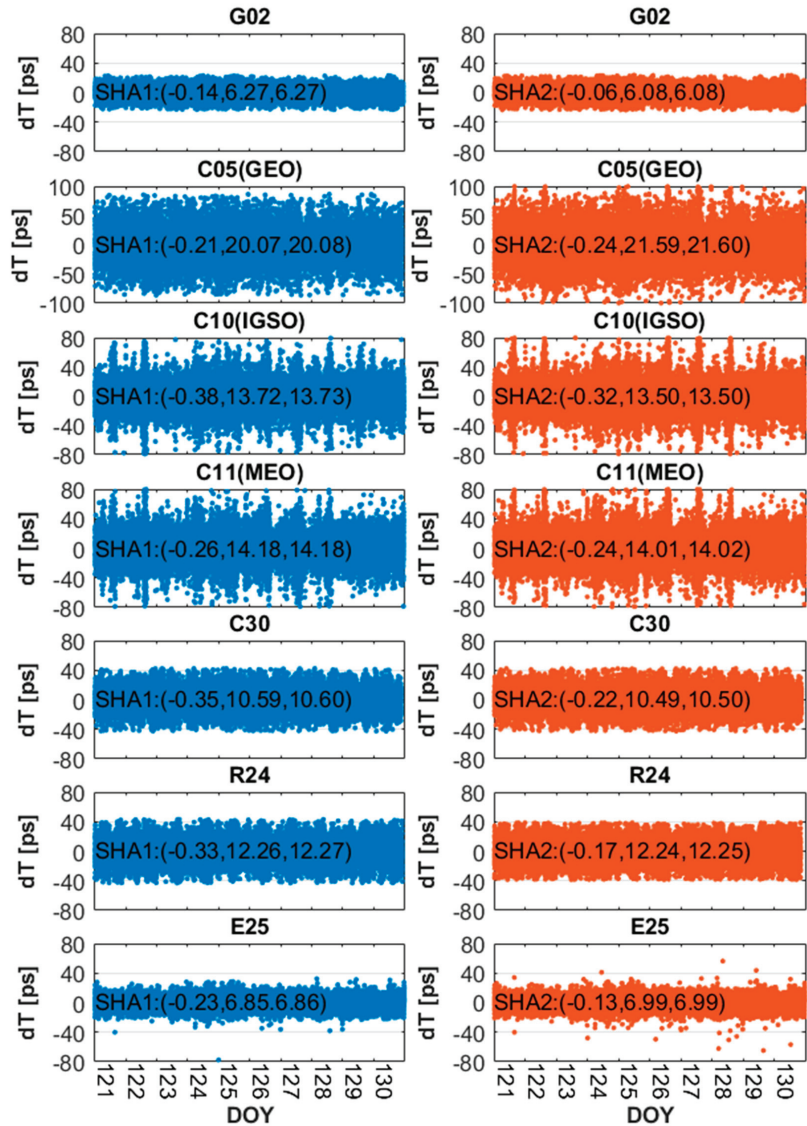 G02 G02
80 80
40 40
dT [ps] 0 SHA1:(-0.14,6.27,6.27) dT [ps] 0 SHA2:(-0.06,6.08,6.08)
-40 -40
-80 -80
C05(GEO) C05(GEO)
100 100
50 50
dT [ps] 0 SHA1:(-0.21,20.07,20.08) dT [ps] 0 SHA2:(-0.24,21.59,21.60)
-50 -50
-100 -100
C10(IGSO) C10(IGSO)
80 80
40 40
dT [ps] 0 SHA1:(-0.38,13.72,13.73) dT [ps] 0 SHA2:(-0.32,13.50,13.50)
-40 -40
-80 -80
C11(MEO) C11(MEO)
80 80
40 40
dT [ps] 0 SHA1:(-0.26,14.18,14.18) dT [ps] 0 SHA2:(-0.24,14.01,14.02)
-40 -40
-80 -80
C30 C30
80 80
40 40
dT [ps] 0 SHA1:(-0.35,10.59,10.60) dT [ps] 0 SHA2:(-0.22,10.49,10.50)
-40 -40
-80 -80
R24 R24
80 80
40 40
dT [ps] 0 SHA1:(-0.33,12.26,12.27) dT [ps] 0 SHA2:(-0.17,12.24,12.25)
-40 -40
-80 -80
E25 E25
80 80
40 40
dT [ps] 0 SHA1:(-0.23,6.85,6.86) dT [ps] 0 SHA2:(-0.13,6.99,6.99)
-40 -40
-80 -80
121 122 123 124 125 126 127 128 129 130 121 122 123 124 125 126 127 128 129 130
DOY DOY